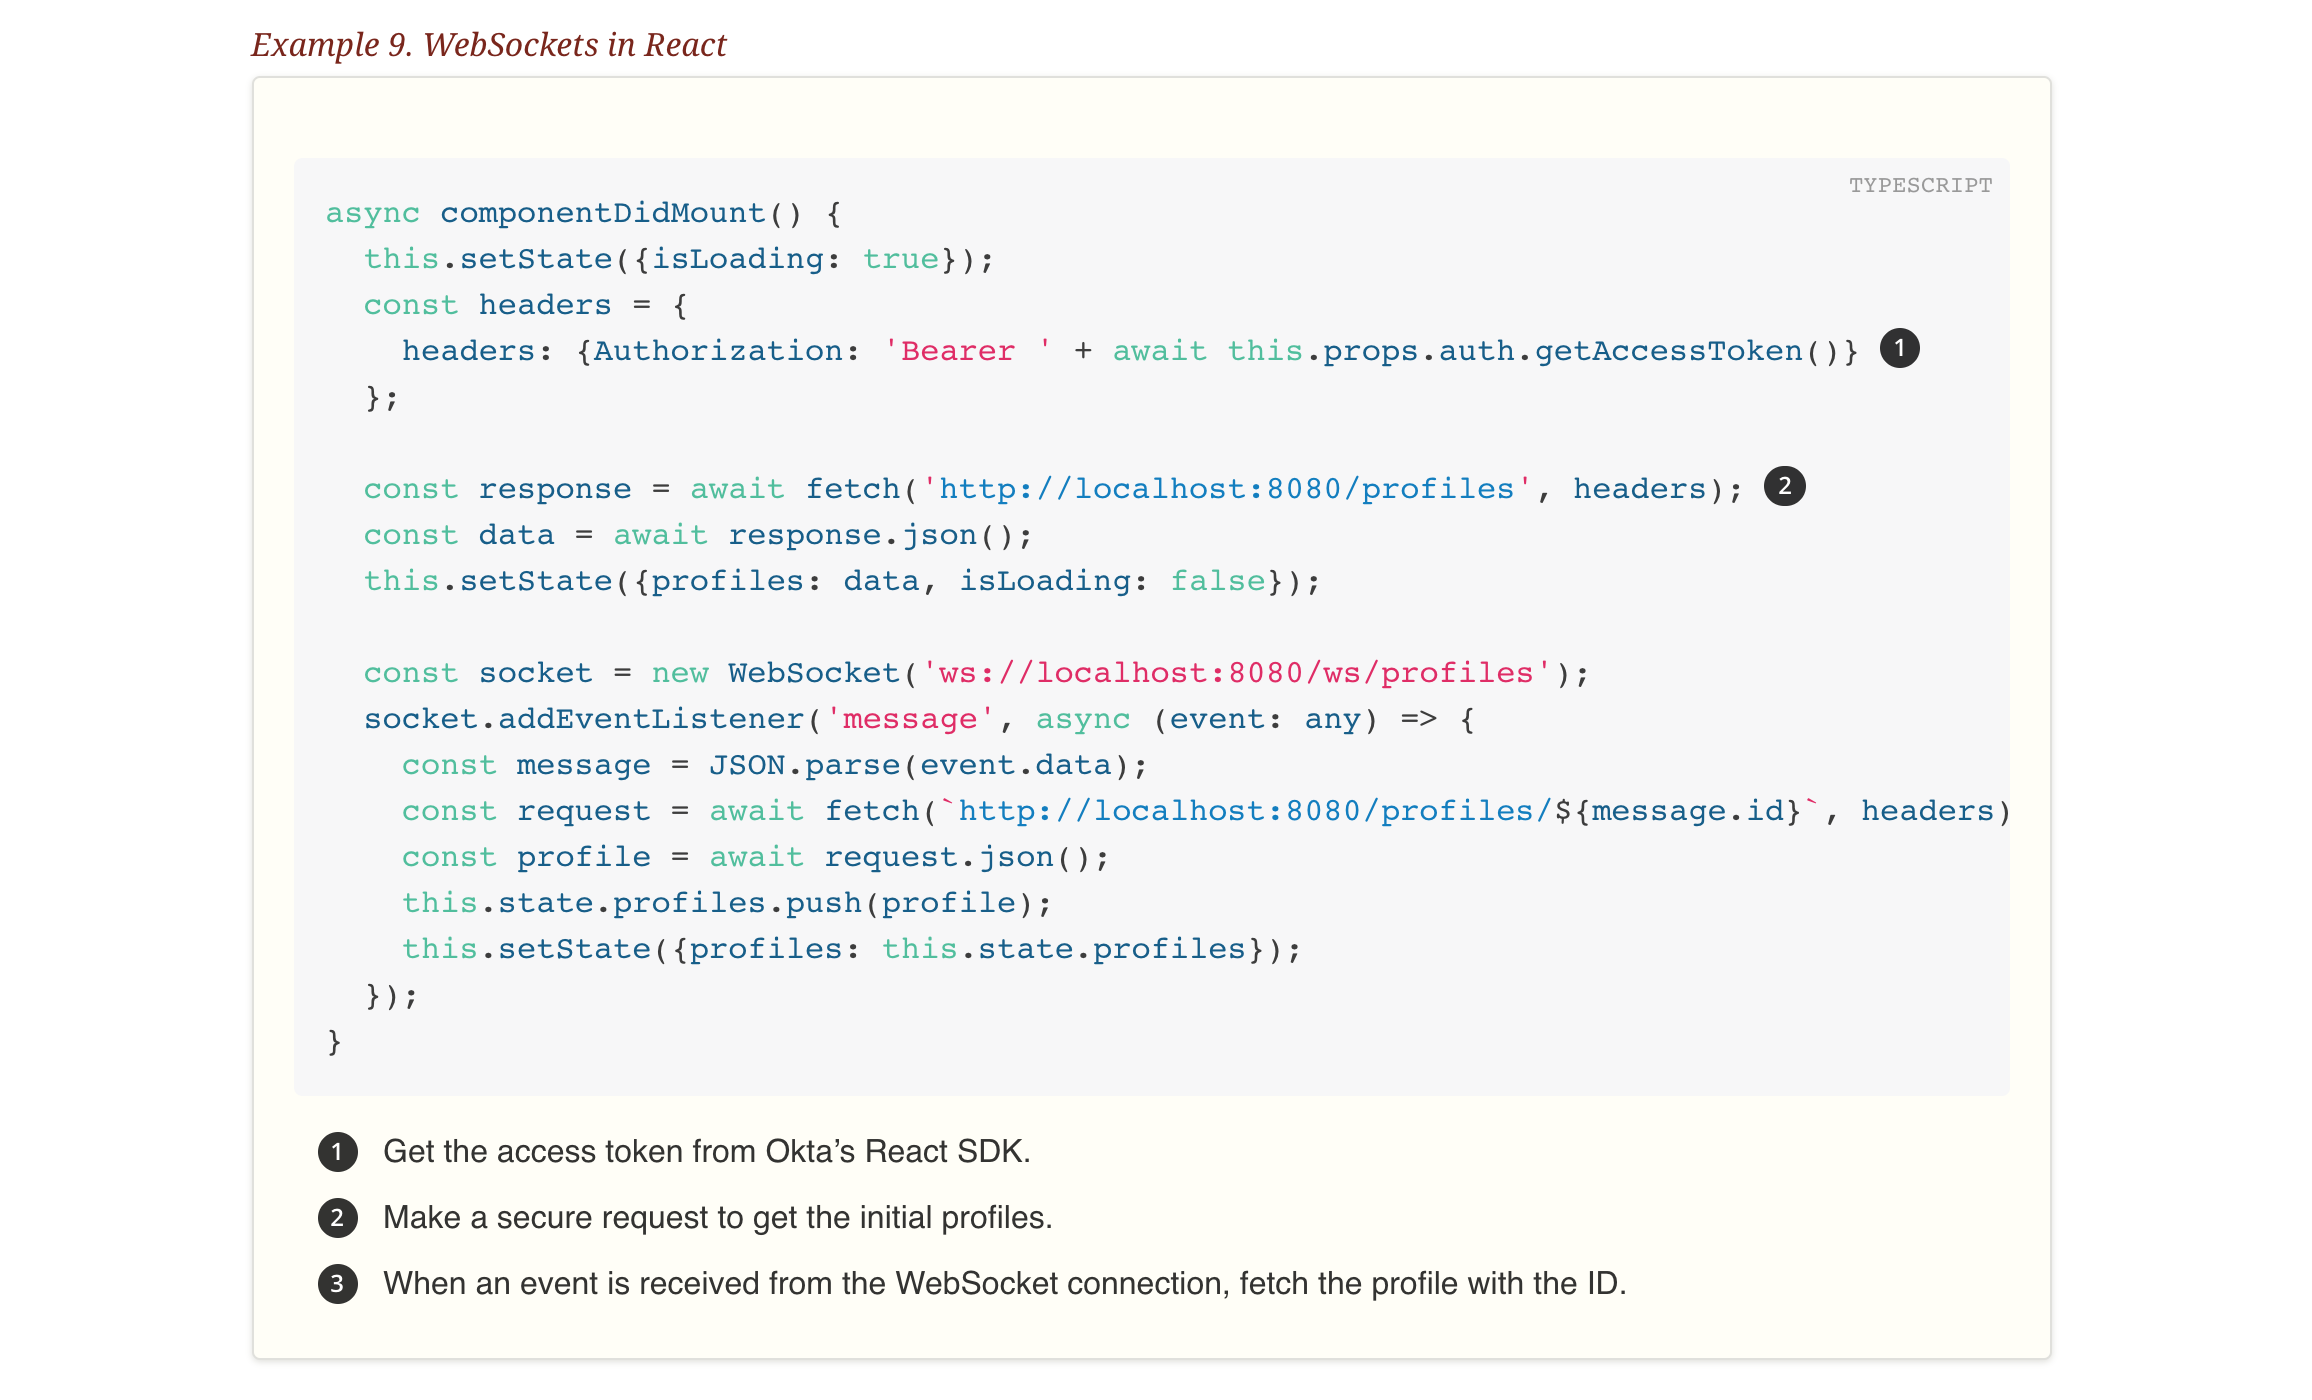 Example 9. WebSockets in React
TYPESCRIPT
async componentDidMount() {
  this.setState({isLoading: true});
  const headers = {
    headers: {Authorization: 'Bearer ' + await this.props.auth.getAccessToken()} 1
  };

  const response = await fetch('http://localhost:8080/profiles', headers); 2
  const data = await response.json();
  this.setState({profiles: data, isLoading: false});

  const socket = new WebSocket('ws://localhost:8080/ws/profiles');
  socket.addEventListener('message', async (event: any) => {
    const message = JSON.parse(event.data);
    const request = await fetch(`http://localhost:8080/profiles/${message.id}`, headers)
    const profile = await request.json();
    this.state.profiles.push(profile);
    this.setState({profiles: this.state.profiles});
  });
}
1 Get the access token from Okta’s React SDK.
2 Make a secure request to get the initial profiles.
3 When an event is received from the WebSocket connection, fetch the profile with the ID.